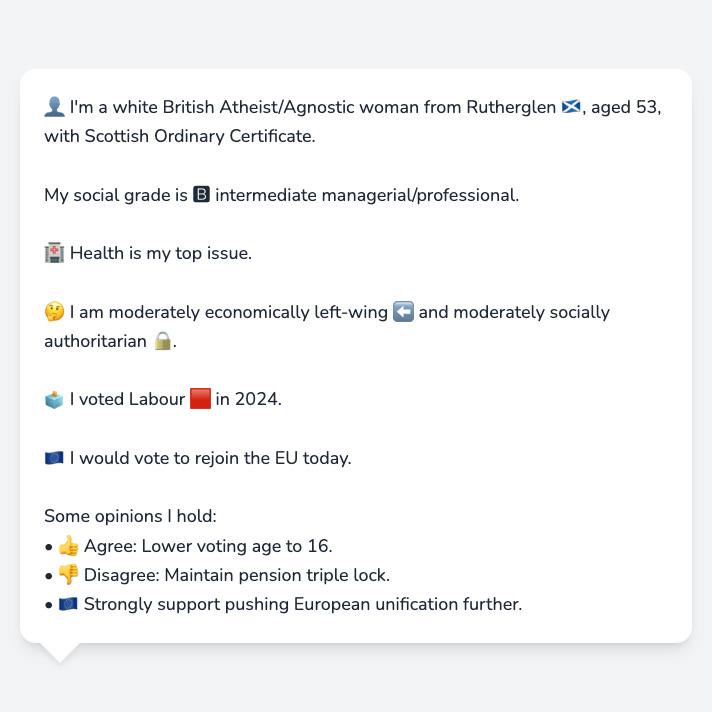 👤 I'm a white British Atheist/Agnostic woman from Rutherglen 🏴󠁧󠁢󠁳󠁣󠁴󠁿, aged 53,
with Scottish Ordinary Certificate.
My social grade is 🅱 intermediate managerial/professional.
🏥 Health is my top issue.
🤔 I am moderately economically left-wing ⬅️ and moderately socially
authoritarian 🔒.
🗳️ I voted Labour 🟥 in 2024.
🇪🇺 I would vote to rejoin the EU today.
Some opinions I hold:
• 👍 Agree: Lower voting age to 16.
• 👎 Disagree: Maintain pension triple lock.
• 🇪🇺 Strongly support pushing European unification further.